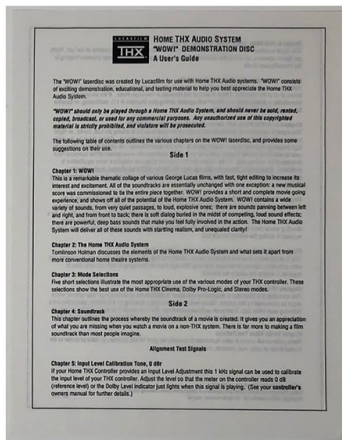 LUCASFILM
THX
HOME THX AUDIO SYSTEM
"WOW!" DEMONSTRATION DISC
A User's Guide
The "WOW!" laserdisc was created by Lucasfilm for use with Home THX Audio systems. "WOW!" consists
of exciting demonstration, educational, and testing material to help you best appreciate the Home THX
Audio System.
"WOW!" should only be played through a Home THX Audio System, and should never be sold, rented,
copied, broadcast, or used for any commercial purposes. Any unauthorized use of this copyrighted
material is strictly prohibited, and violators will be prosecuted.
The following table of contents outlines the various chapters on the WOW! laserdisc, and provides some
suggestions on their use.
Side 1
Chapter 1: WOW!
This is a remarkable thematic collage of various George Lucas films, with fast, tight editing to increase its
interest and excitement. All of the soundtracks are essentially unchanged with one exception: a new musical
score was commissioned to tie the entire piece together. WOW! provides a short and complete movie going
experience, and shows off all of the potential of the Home THX Audio System. WOW! contains a wide
variety of sounds, from very quiet passages, to loud, explosive ones; there are sounds panning between left
and right, and from front to back; there is soft dialog buried in the midst of compelling, loud sound effects;
there are powerful, deep bass sounds that make you feel fully involved in the action. The Home THX Audio
System will deliver all of these sounds with startling realism, and unequaled clarity!
Chapter 2: The Home THX Audio System
Tomlinson Holman discusses the elements of the Home THX Audio System and what sets it apart from
more conventional home theatre systems.
Chapter 3: Mode Selections
Five short selections illustrate the most appropriate use of the various modes of your THX controller. These
selections show the best use of the Home THX Cinema, Dolby Pro-Logic, and Stereo modes.
Side 2
Chapter 4: Soundtrack
This chapter outlines the process whereby the soundtrack of a movie is created. It gives you an appreciation
of what you are missing when you watch a movie on a non-THX system. There is far more to making a film
soundtrack than most people imagine.
Alignment Test Signals
Chapter 5: Input Level Calibration Tone, 0 dBr
If your Home THX Controller provides an Input Level Adjustment this 1 kHz signal can be used to calibrate
the input level of your THX controller. Adjust the level so that the meter on the controller reads 0 dB
(reference level) or the Dolby Level Indicator just lights when this signal is playing. (See your controller's
owners manual for further details.)